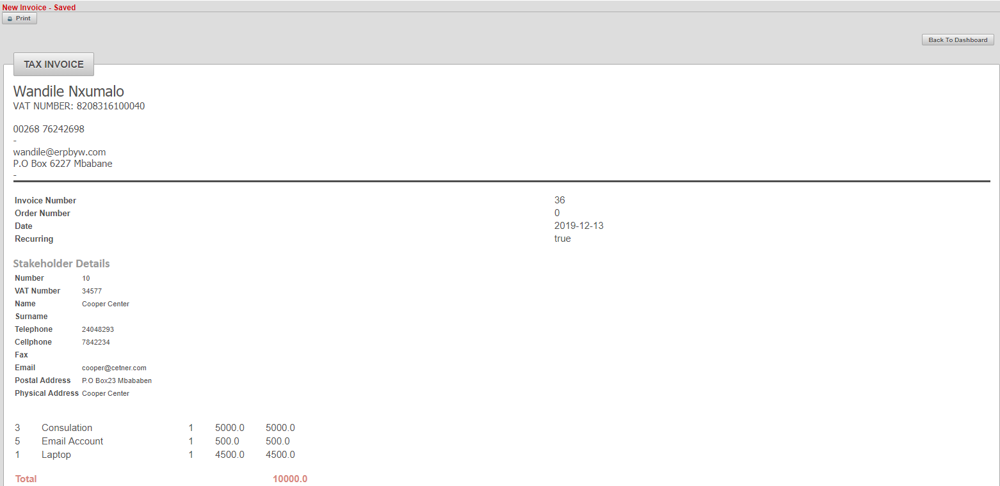 New Invoice - Saved
Print
Back To Dashboard
TAX INVOICE
Wandile Nxumalo
VAT NUMBER: 8208316100040
00268 76242698
-
wandile@erpbyw.com
P.O Box 6227 Mbabane
-
Invoice Number 36
Order Number 0
Date 2019-12-13
Recurring true
Stakeholder Details
Number 10
VAT Number 34577
Name Cooper Center
Surname
Telephone 24048293
Cellphone 7842234
Fax
Email cooper@cetner.com
Postal Address P.O Box23 Mbababen
Physical Address Cooper Center
3 Consulation 1 5000.0 5000.0
5 Email Account 1 500.0 500.0
1 Laptop 1 4500.0 4500.0
Total 10000.0